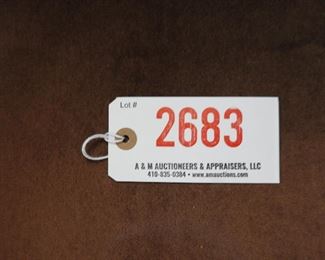 Lot #
2683
A & M AUCTIONEERS & APPRAISERS, LLC
410-835-0384 • www.amauctions.com